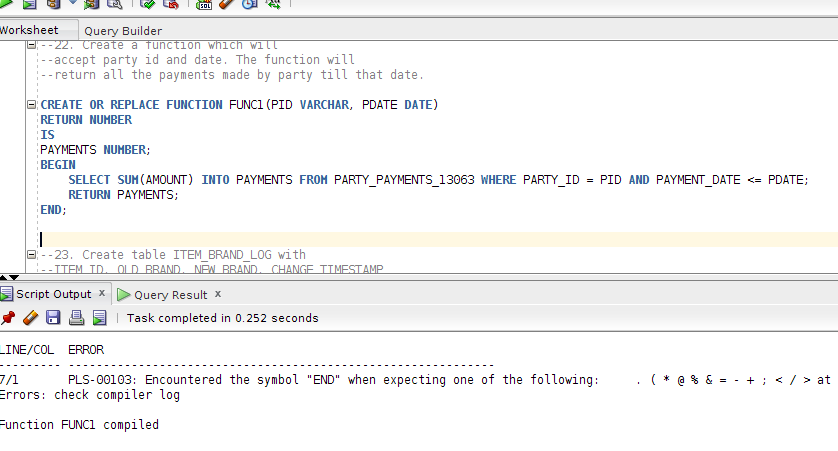 Worksheet Query Builder
--22. Create a function which will
--accept party id and date. The function will
--return all the payments made by party till that date.
CREATE OR REPLACE FUNCTION FUNC1(PID VARCHAR, PDATE DATE)
RETURN NUMBER
IS
PAYMENTS NUMBER;
BEGIN
SELECT SUM(AMOUNT) INTO PAYMENTS FROM PARTY_PAYMENTS_13063 WHERE PARTY_ID = PID AND PAYMENT_DATE <= PDATE;
RETURN PAYMENTS;
END;
--23. Create table ITEM_BRAND_LOG with
--ITEM_ID, OLD_BRAND, NEW_BRAND, CHANGE_TIMESTAMP
Script Output x Query Result x
Task completed in 0.252 seconds
LINE/COL ERROR
--------- -------------------------------------------------------------
7/1 PLS-00103: Encountered the symbol "END" when expecting one of the following: . ( * @ % & = - + ; < / > at
Errors: check compiler log
Function FUNC1 compiled